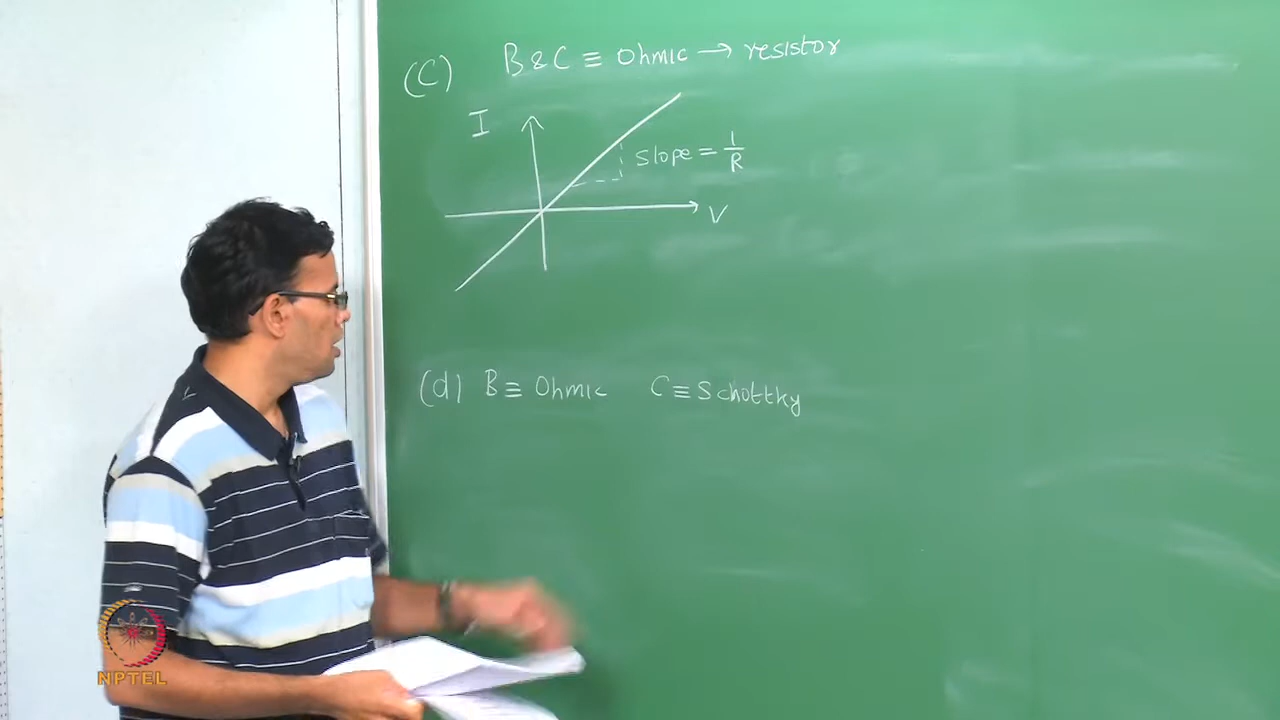 (C) B & C ≡ Ohmic → resistor
I
slope = 1/R
V
(d) B ≡ Ohmic C ≡ Schottky
NPTEL